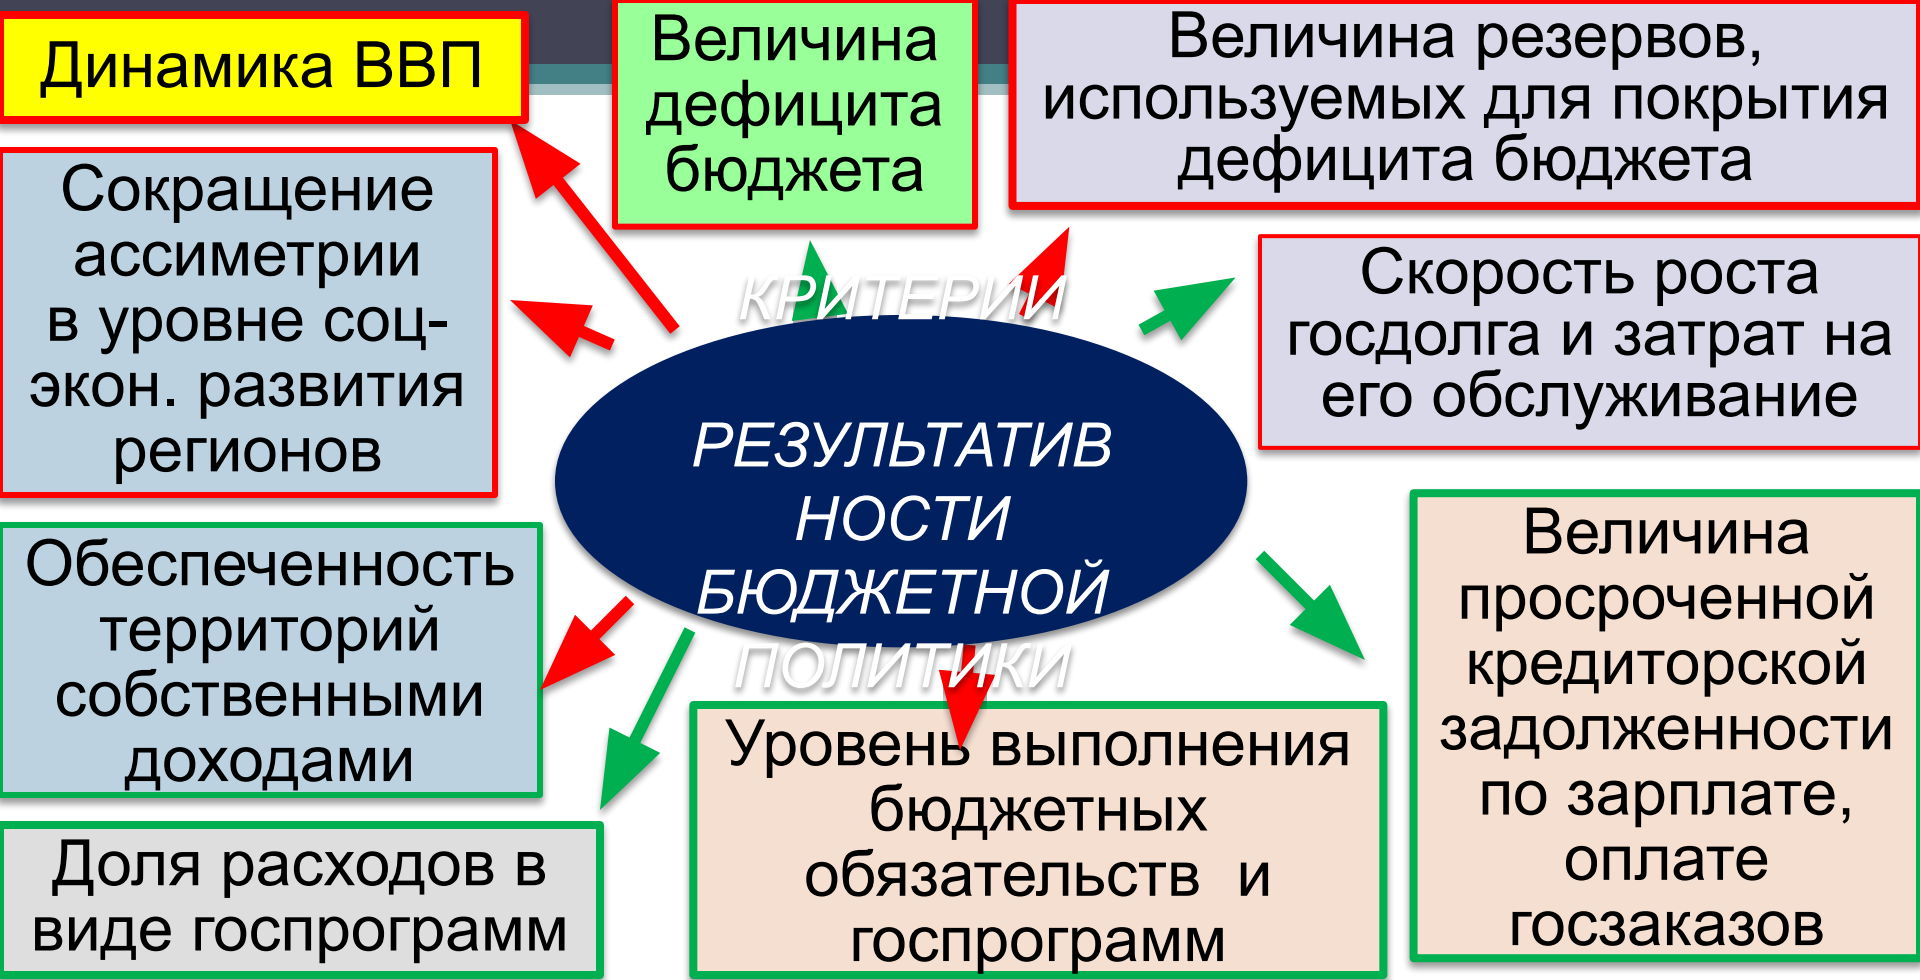 Динамика ВВП
Величина
дефицита
бюджета
Величина резервов,
используемых для покрытия
дефицита бюджета
Сокращение
ассиметрии
в уровне соц-
экон. развития
регионов
КРИТЕРИИ
РЕЗУЛЬТАТИВ
НОСТИ
БЮДЖЕТНОЙ
ПОЛИТИКИ
Скорость роста
госдолга и затрат на
его обслуживание
Обеспеченность
территорий
собственными
доходами
Величина
просроченной
кредиторской
задолженности
по зарплате,
оплате
госзаказов
Доля расходов в
виде госпрограмм
Уровень выполнения
бюджетных
обязательств и
госпрограмм